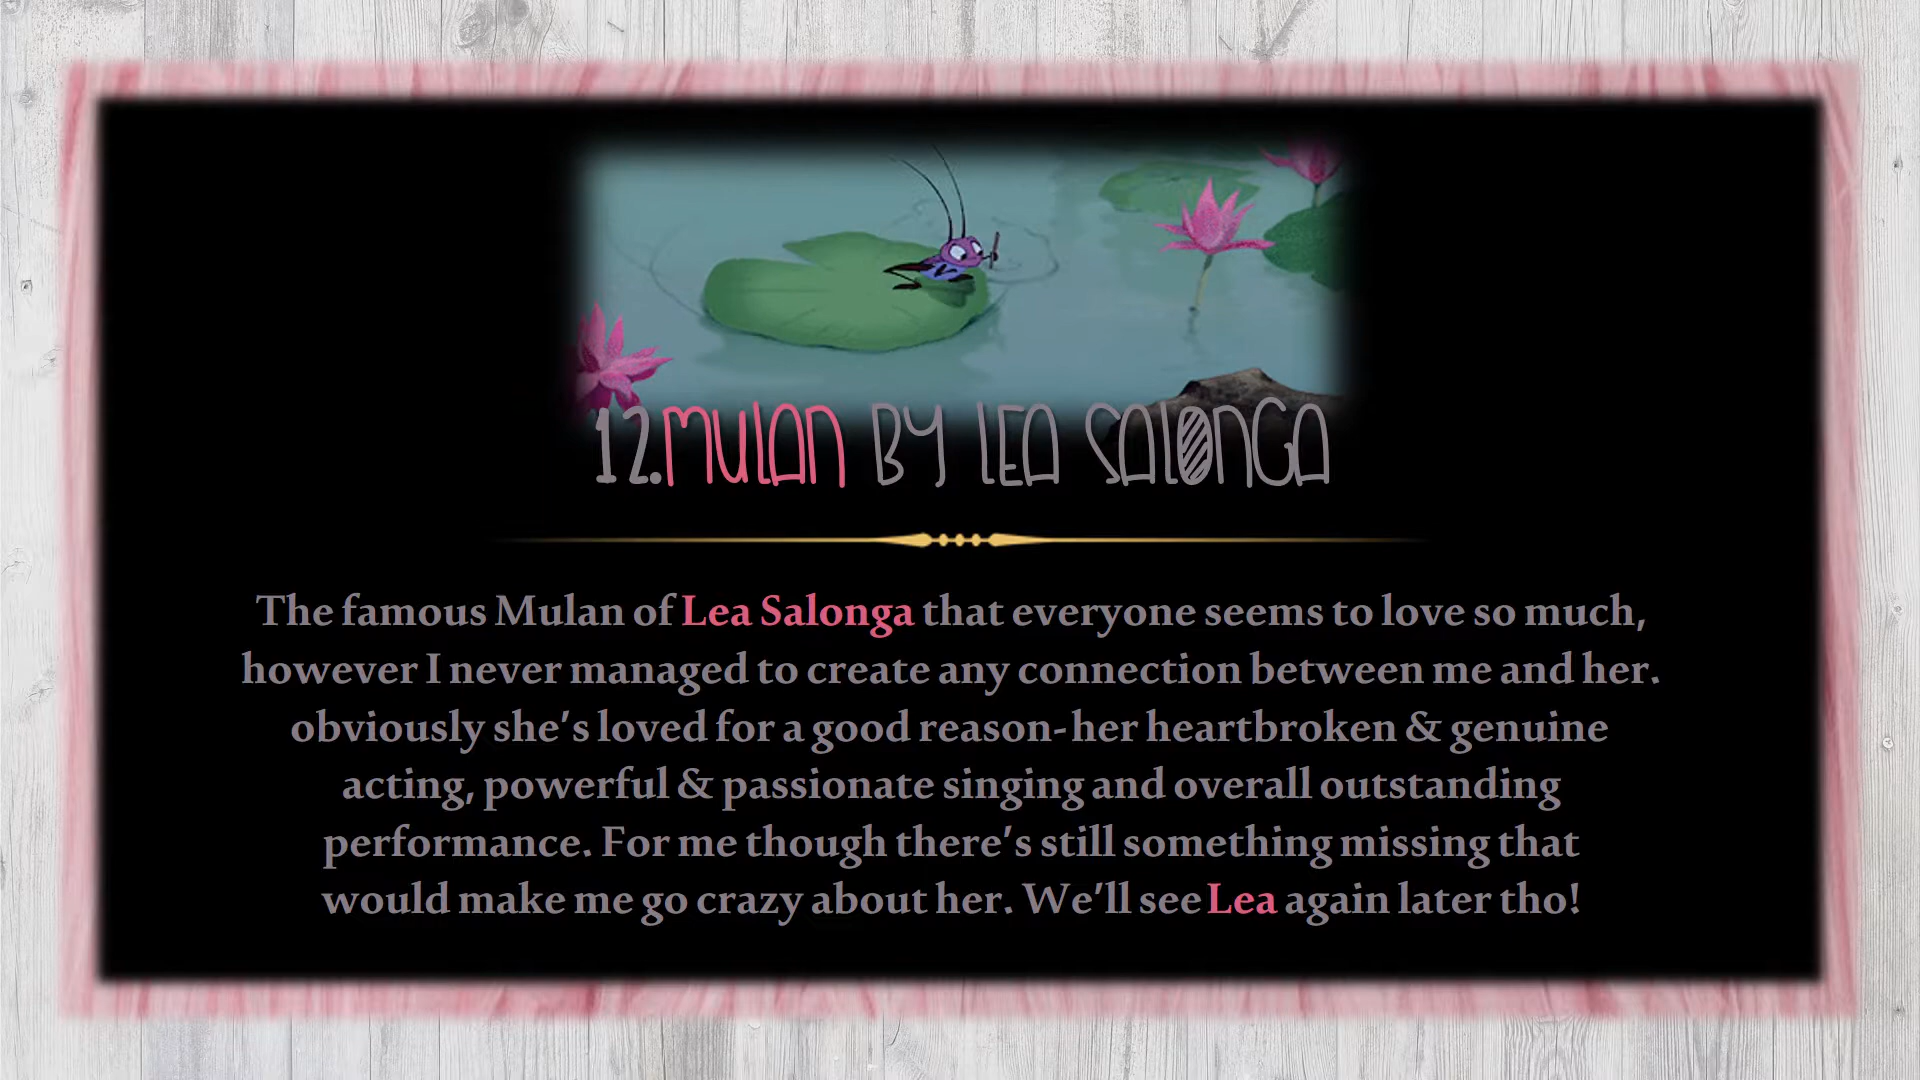 12.MULAN BY LEA SALONGA
The famous Mulan of Lea Salonga that everyone seems to love so much,
however I never managed to create any connection between me and her.
obviously she's loved for a good reason-her heartbroken & genuine
acting, powerful & passionate singing and overall outstanding
performance. For me though there's still something missing that
would make me go crazy about her. We'll see Lea again later tho!